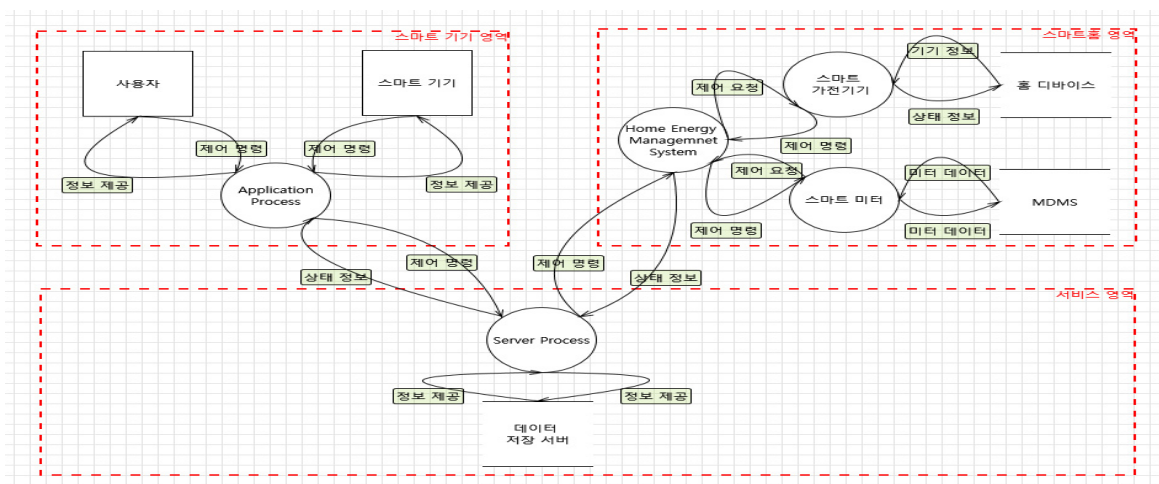 스마트 기기 영역
사용자
스마트 기기
제어 명령
제어 명령
정보 제공
정보 제공
Application
Process
스마트홈 영역
기기 정보
스마트
가전기기
홈 디바이스
제어 요청
상태 정보
Home Energy
Managemnet
System
제어 명령
제어 요청
미터 데이터
스마트 미터
MDMS
제어 명령
미터 데이터
상태 정보
제어 명령
제어 명령
상태 정보
서비스 영역
Server Process
정보 제공
정보 제공
데이터
저장 서버